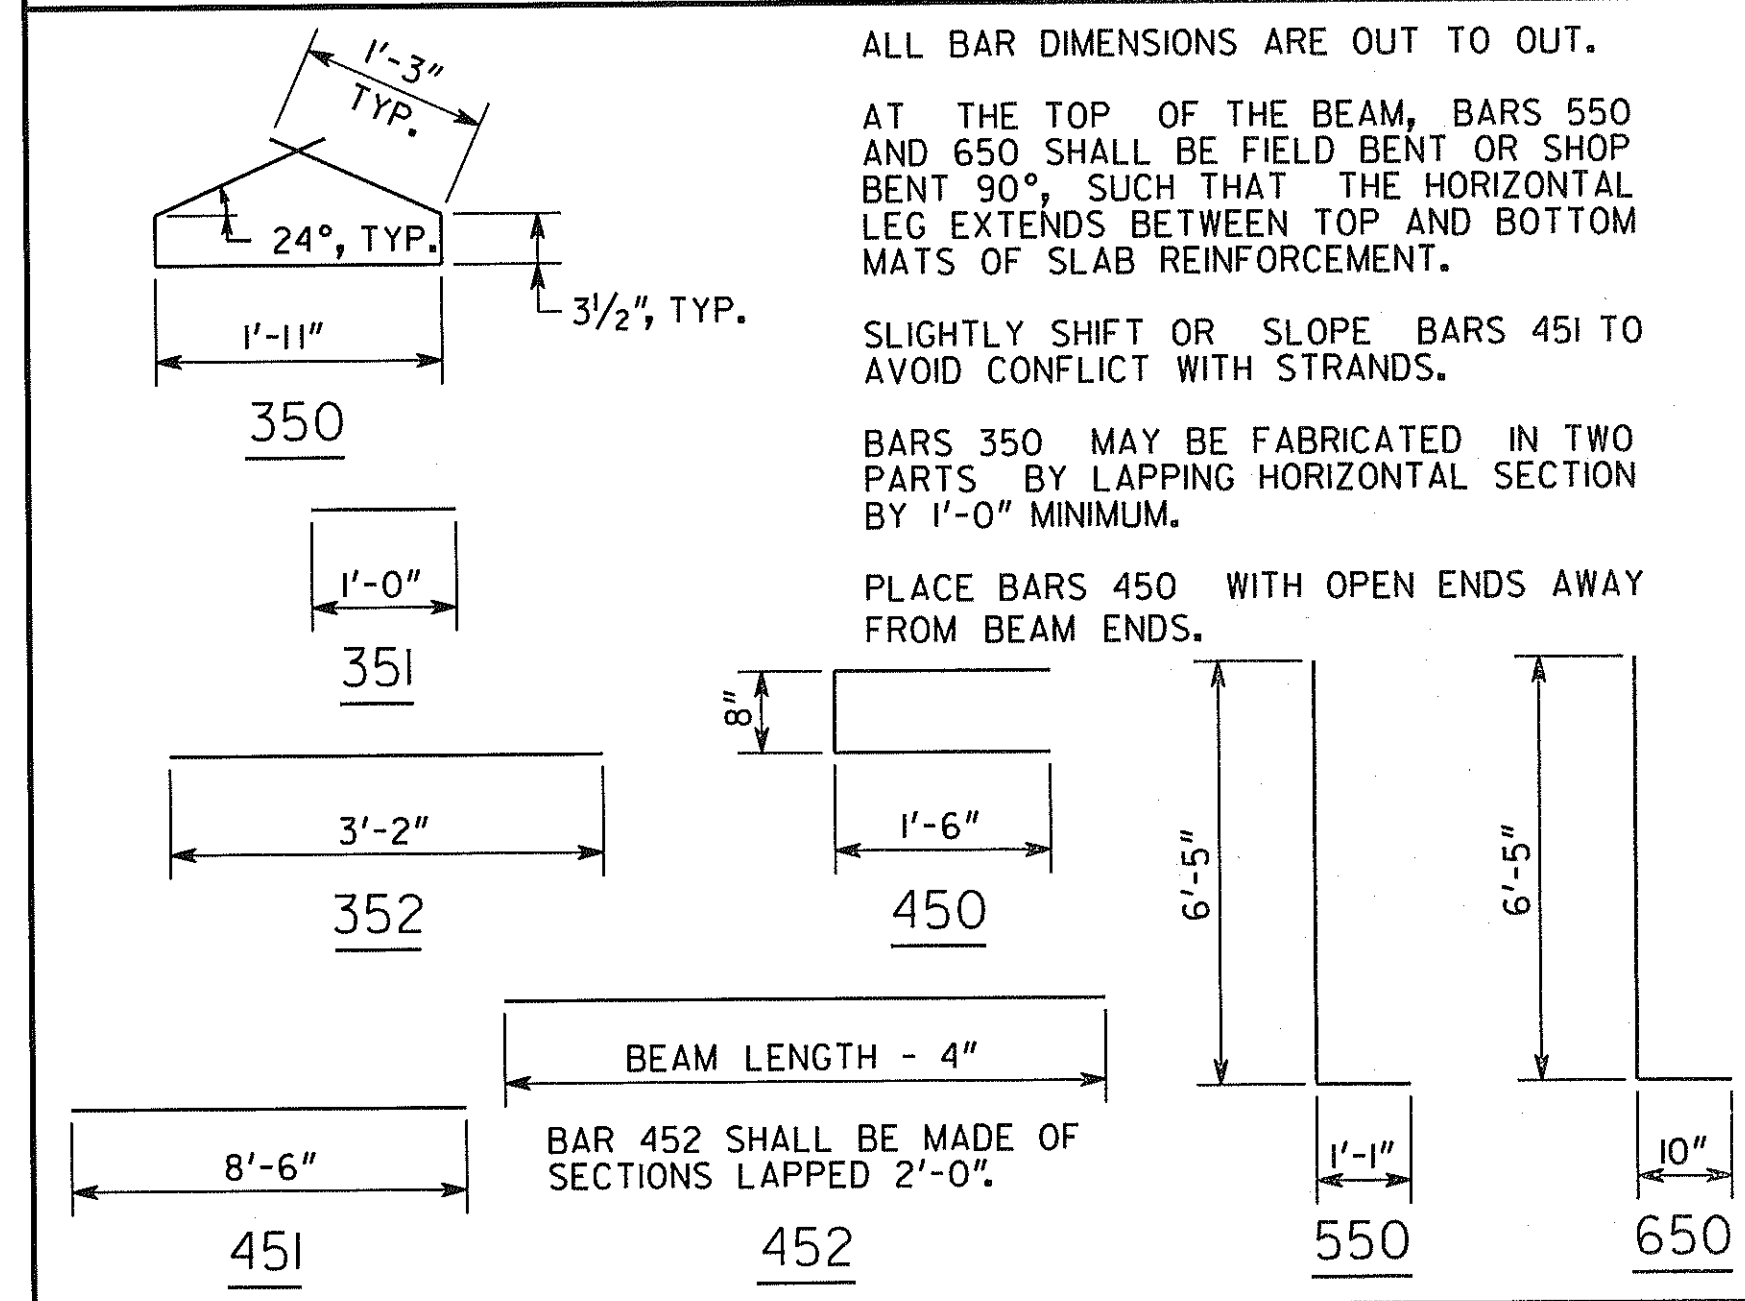 ALL BAR DIMENSIONS ARE OUT TO OUT.
AT THE TOP OF THE BEAM, BARS 550
AND 650 SHALL BE FIELD BENT OR SHOP
BENT 90°, SUCH THAT THE HORIZONTAL
LEG EXTENDS BETWEEN TOP AND BOTTOM
MATS OF SLAB REINFORCEMENT.
SLIGHTLY SHIFT OR SLOPE BARS 451 TO
AVOID CONFLICT WITH STRANDS.
BARS 350 MAY BE FABRICATED IN TWO
PARTS BY LAPPING HORIZONTAL SECTION
BY 1'-0" MINIMUM.
PLACE BARS 450 WITH OPEN ENDS AWAY
FROM BEAM ENDS.
1'-3"
TYP.
24°, TYP.
3½", TYP.
1'-11"
350
1'-0"
351
3'-2"
352
8"
1'-6"
450
BEAM LENGTH - 4"
BAR 452 SHALL BE MADE OF
SECTIONS LAPPED 2'-0".
452
8'-6"
451
6'-5"
1'-1"
550
6'-5"
10"
650